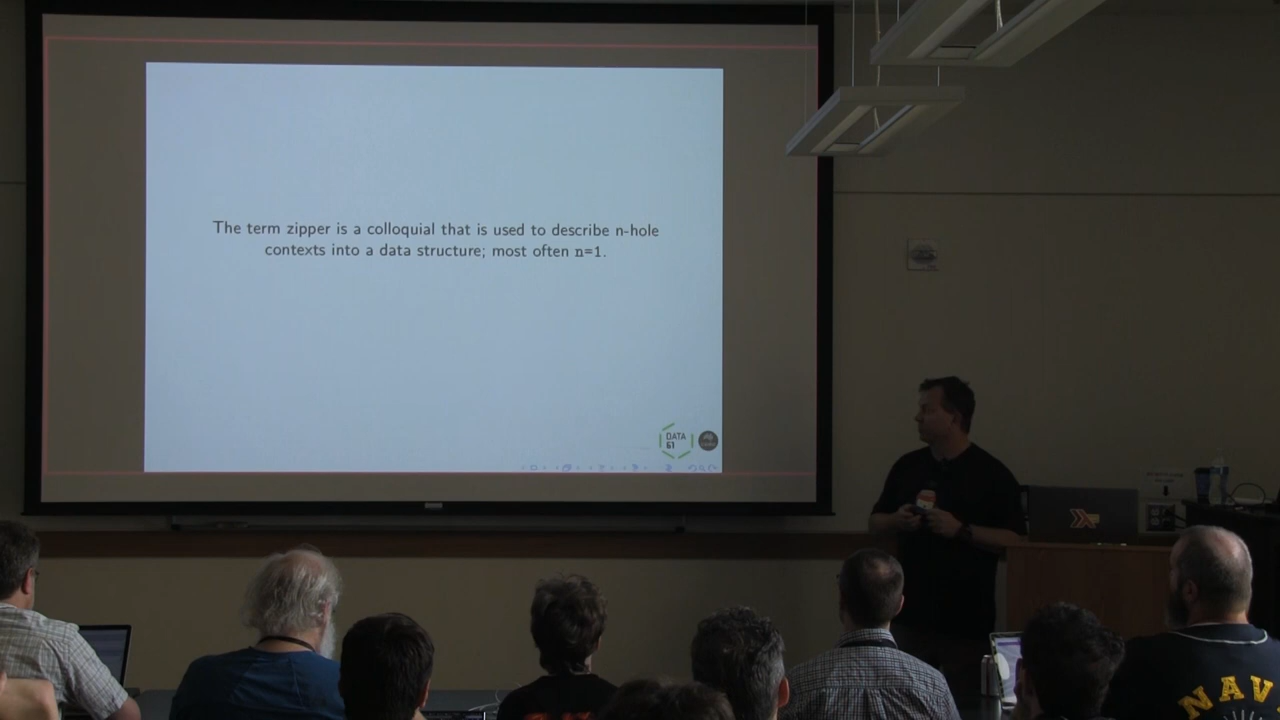 The term zipper is a colloquial that is used to describe n-hole
contexts into a data structure; most often n=1.
DATA
61
NAV